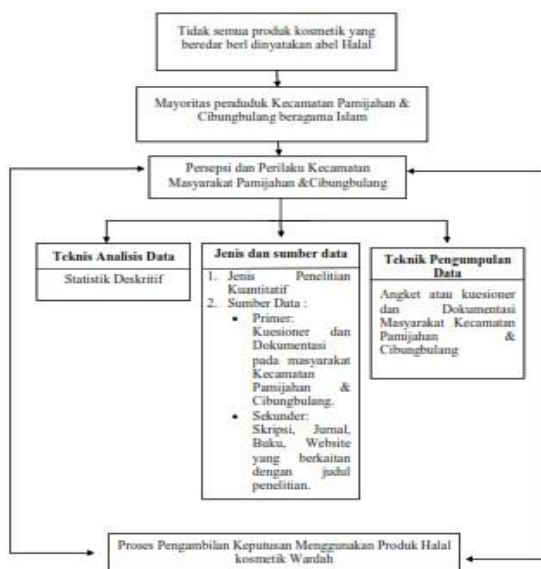 Tidak semua produk kosmetik yang
beredar berl dinyatakan abel Halal
Mayoritas penduduk Kecamatan Pamijahan &
Cibungbulang beragama Islam
Persepsi dan Perilaku Kecamatan
Masyarakat Pamijahan &Cibungbulang
Teknis Analisis Data
Statistik Deskritif
Jenis dan sumber data
1. Jenis Penelitian
Kuantitatif
2. Sumber Data :
• Primer:
Kuesioner dan
Dokumentasi
pada masyarakat
Kecamatan
Pamijahan &
Cibungbulang.
• Sekunder:
Skripsi, Jurnal,
Buku, Website
yang berkaitan
dengan judul
penelitian.
Teknik Pengumpulan
Data
Angket atau kuesioner
dan Dokumentasi
Masyarakat Kecamatan
Pamijahan &
Cibungbulang
Proses Pengambilan Keputusan Menggunakan Produk Halal
kosmetik Wardah